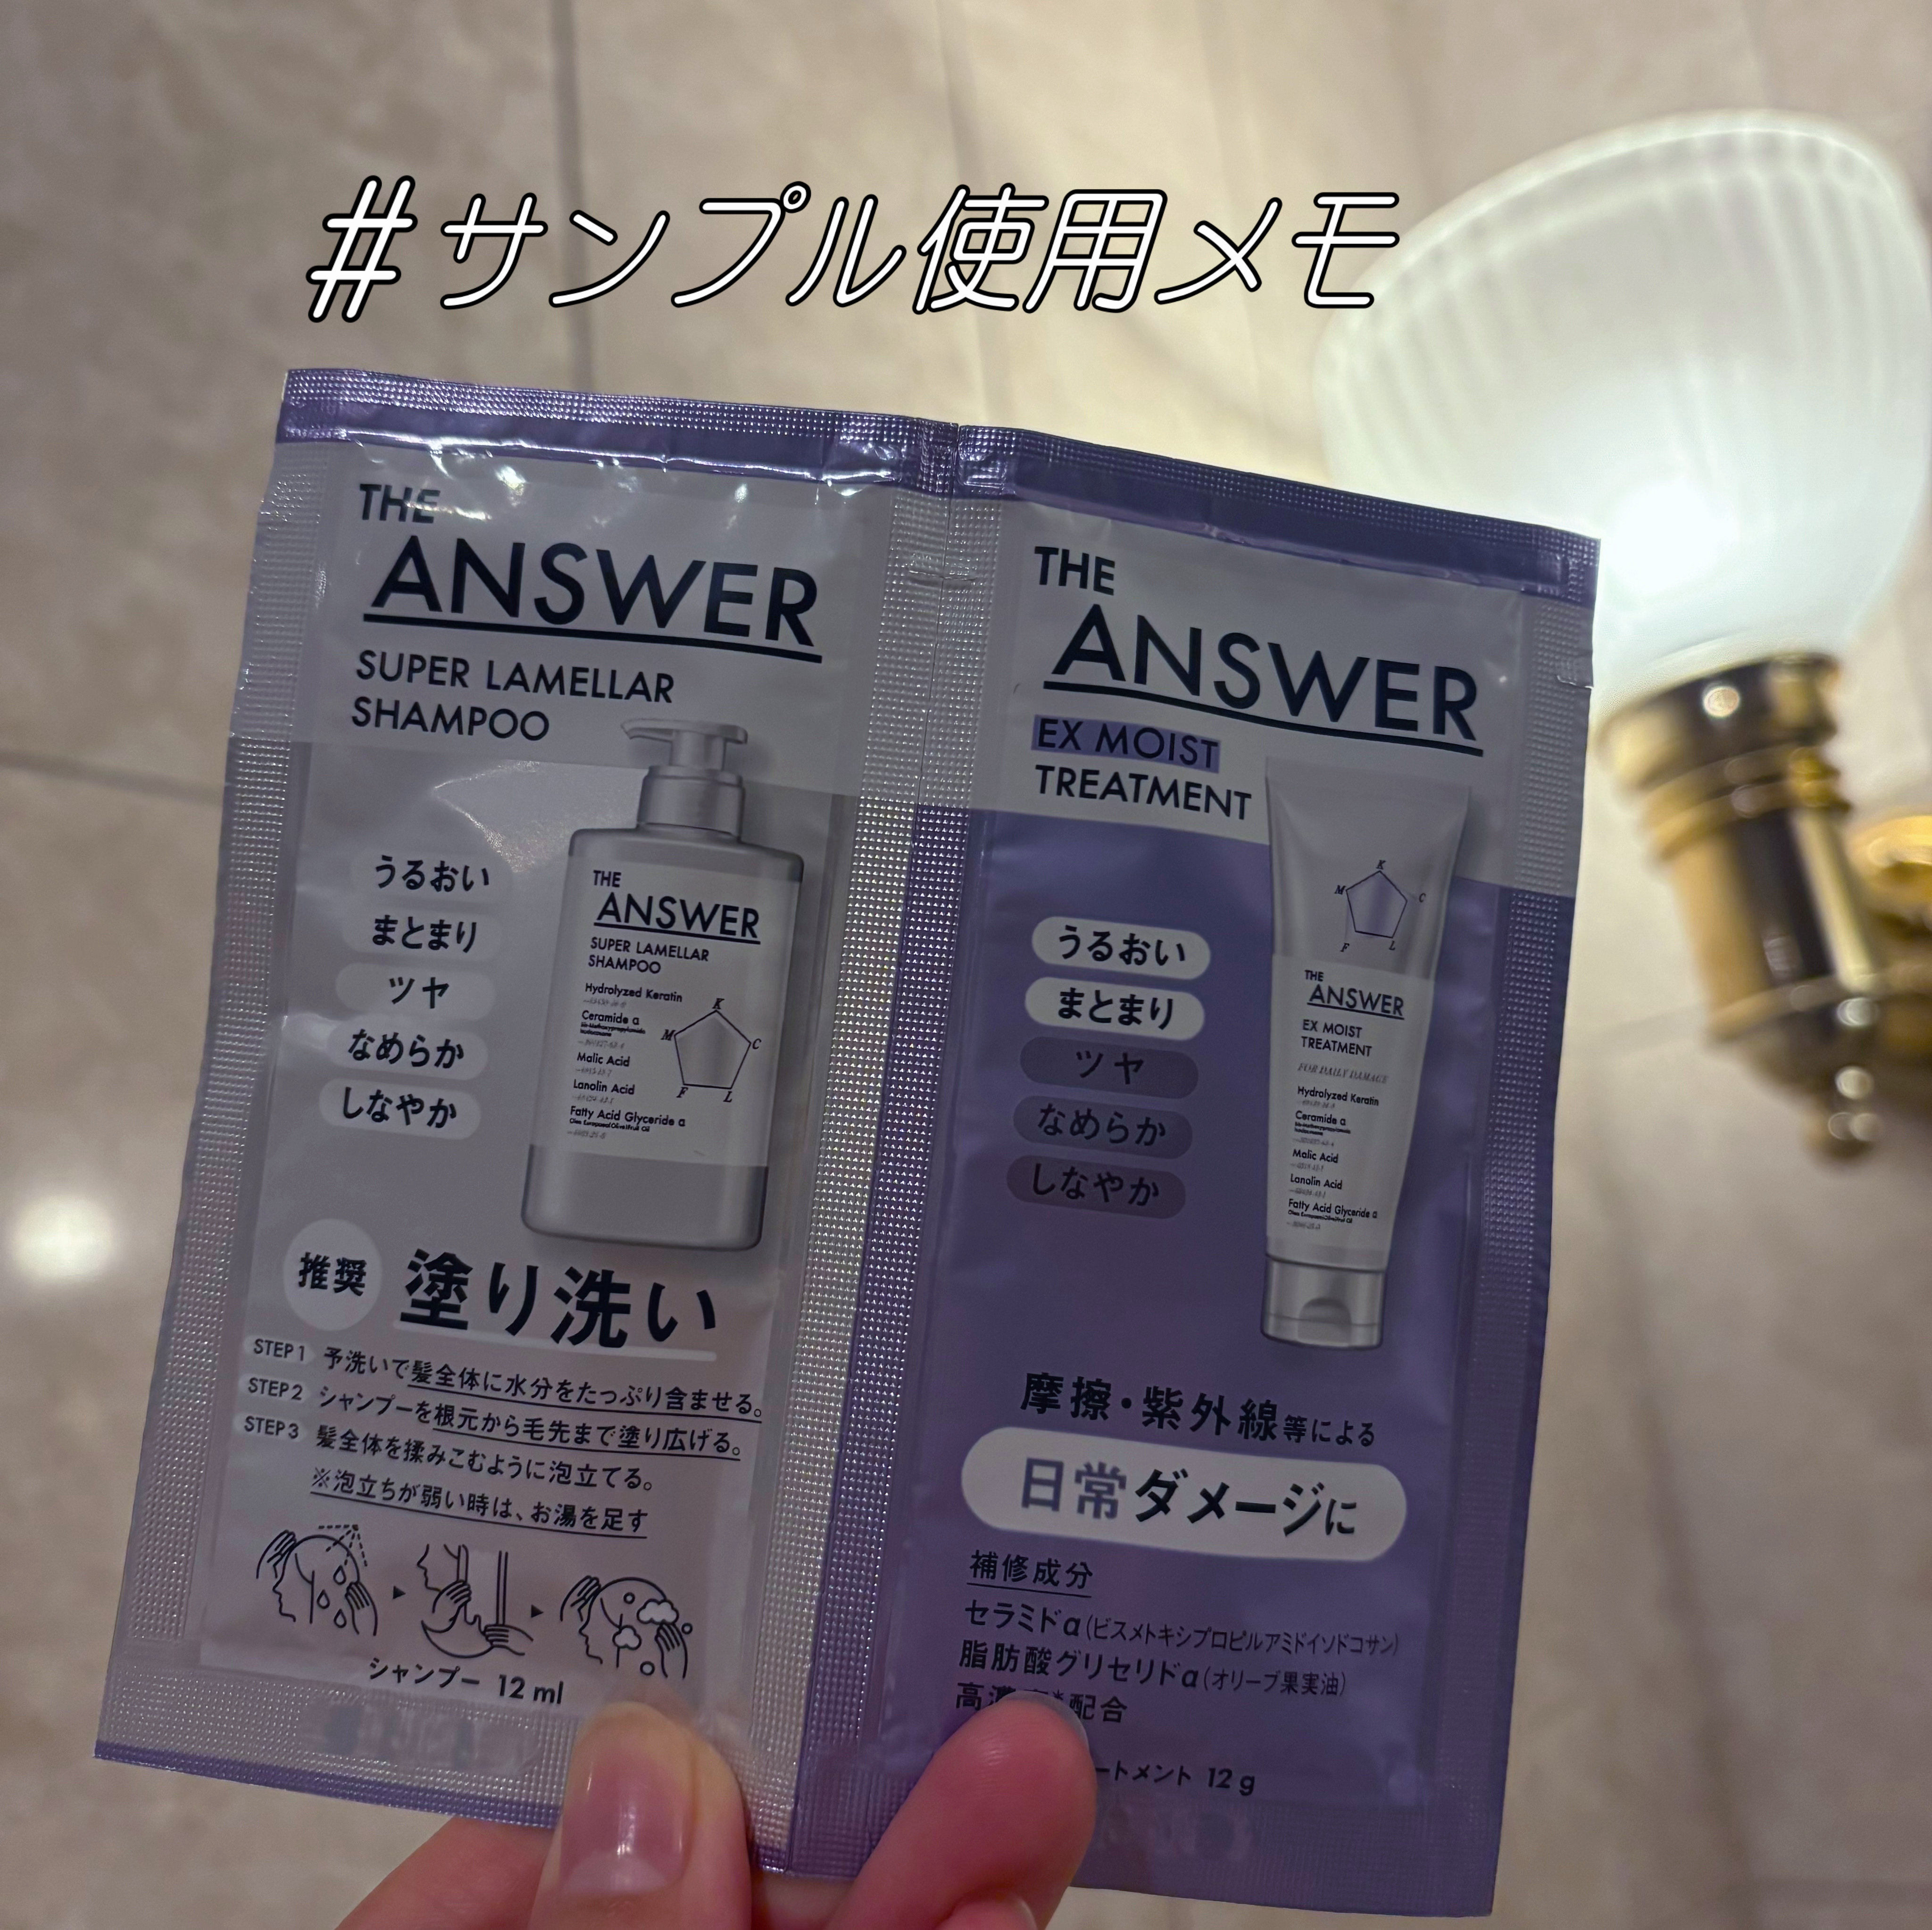 #サンプル使用メモ
THE
ANSWER
SUPER LAMELLAR
SHAMPOO
うるおい
まとまり
ツヤ
なめらか
しなやか
THE
ANSWER
SUPER LAMELLAR
SHAMPOO
Hydrolyzed Keratin
Ceramide α
Malic Acid
Lanolin Acid
Fatty Acid Glyceride α
K
M
C
F
L
推奨
塗り洗い
STEP1 予洗いで髪全体に水分をたっぷり含ませる。
STEP2 シャンプーを根元から毛先まで塗り広げる。
STEP3 髪全体を揉みこむように泡立てる。
※泡立ちが弱い時は、お湯を足す
シャンプー 12 ml
THE
ANSWER
EX MOIST
TREATMENT
うるおい
まとまり
ツヤ
なめらか
しなやか
K
M
C
F
L
THE
ANSWER
EX MOIST
TREATMENT
FOR DAILY DAMAGE
Hydrolyzed Keratin
Ceramide α
Malic Acid
Lanolin Acid
Fatty Acid Glyceride α
摩擦・紫外線等による
日常ダメージに
補修成分
セラミドα(ビスメトキシプロピルアミドイソドコサン)
脂肪酸グリセリドα(オリーブ果実油)
高 配合
ートメント 12 g